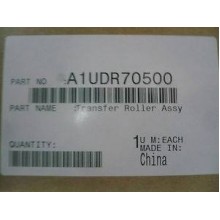 PART NO A1UDR70500
PART NAME Transfer Roller Assy
QUANTITY: 1 U M:EACH
MADE IN:
China